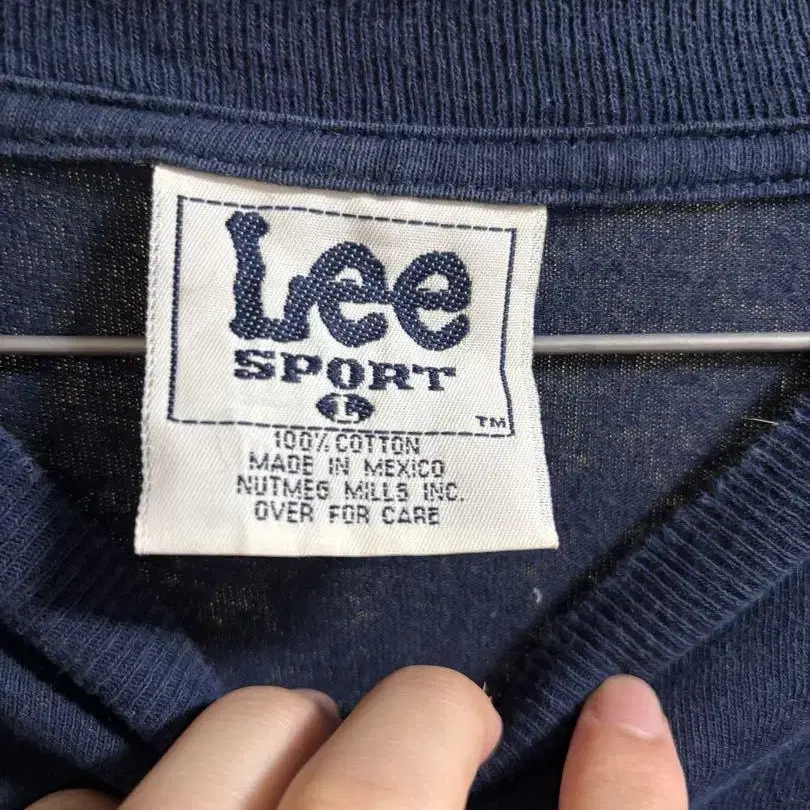 Lee
SPORT
L
TM
100% COTTON
MADE IN MEXICO
NUTMEG MILLS INC.
OVER FOR CARE